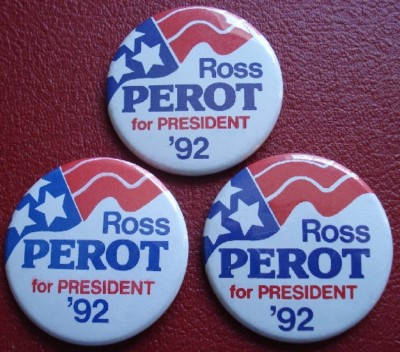 Ross
PEROT
for PRESIDENT
'92
Ross
PEROT
for PRESIDENT
'92
Ross
PEROT
for PRESIDENT
'92